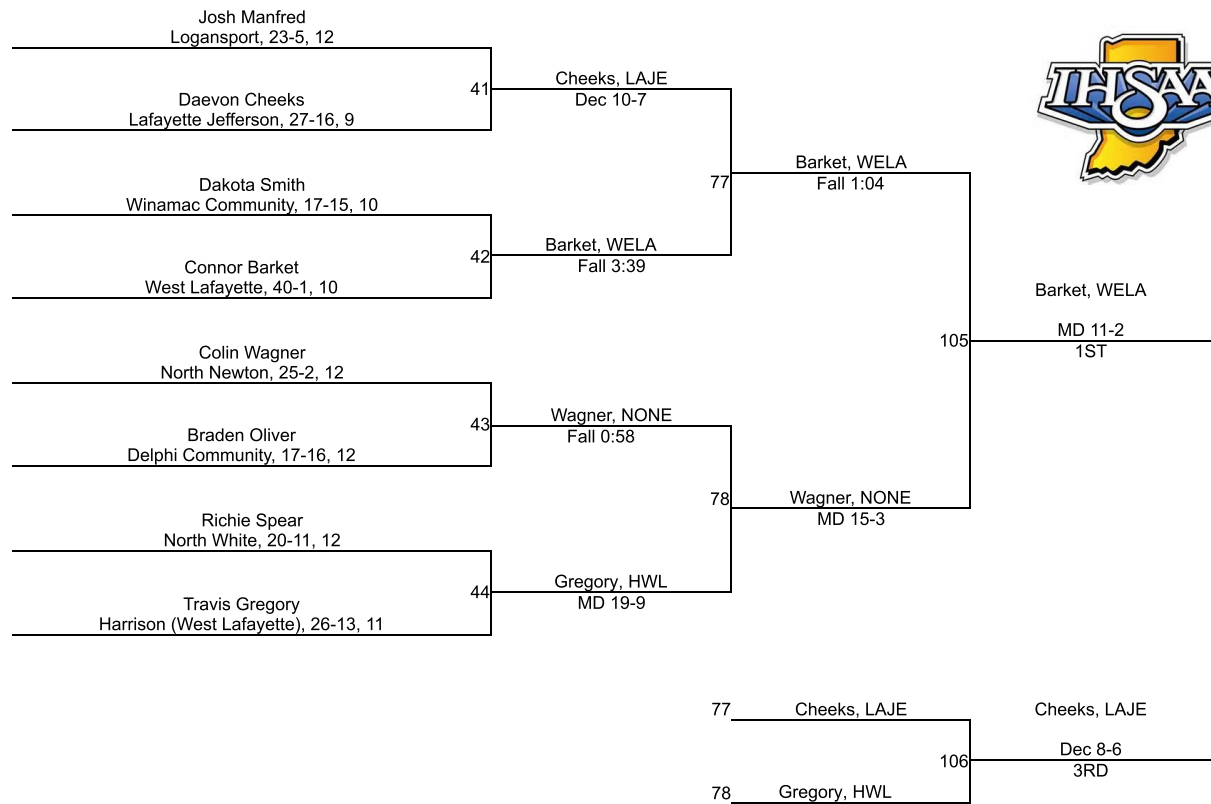 Josh Manfred
Logansport, 23-5, 12
41
Cheeks, LAJE
Dec 10-7
Daevon Cheeks
Lafayette Jefferson, 27-16, 9
77
Barket, WELA
Fall 1:04
Dakota Smith
Winamac Community, 17-15, 10
42
Barket, WELA
Fall 3:39
Connor Barket
West Lafayette, 40-1, 10
105
Barket, WELA
MD 11-2
1ST
Colin Wagner
North Newton, 25-2, 12
43
Wagner, NONE
Fall 0:58
Braden Oliver
Delphi Community, 17-16, 12
78
Wagner, NONE
MD 15-3
Richie Spear
North White, 20-11, 12
44
Gregory, HWL
MD 19-9
Travis Gregory
Harrison (West Lafayette), 26-13, 11
77
Cheeks, LAJE
106
Cheeks, LAJE
Dec 8-6
3RD
78
Gregory, HWL
IHSAA